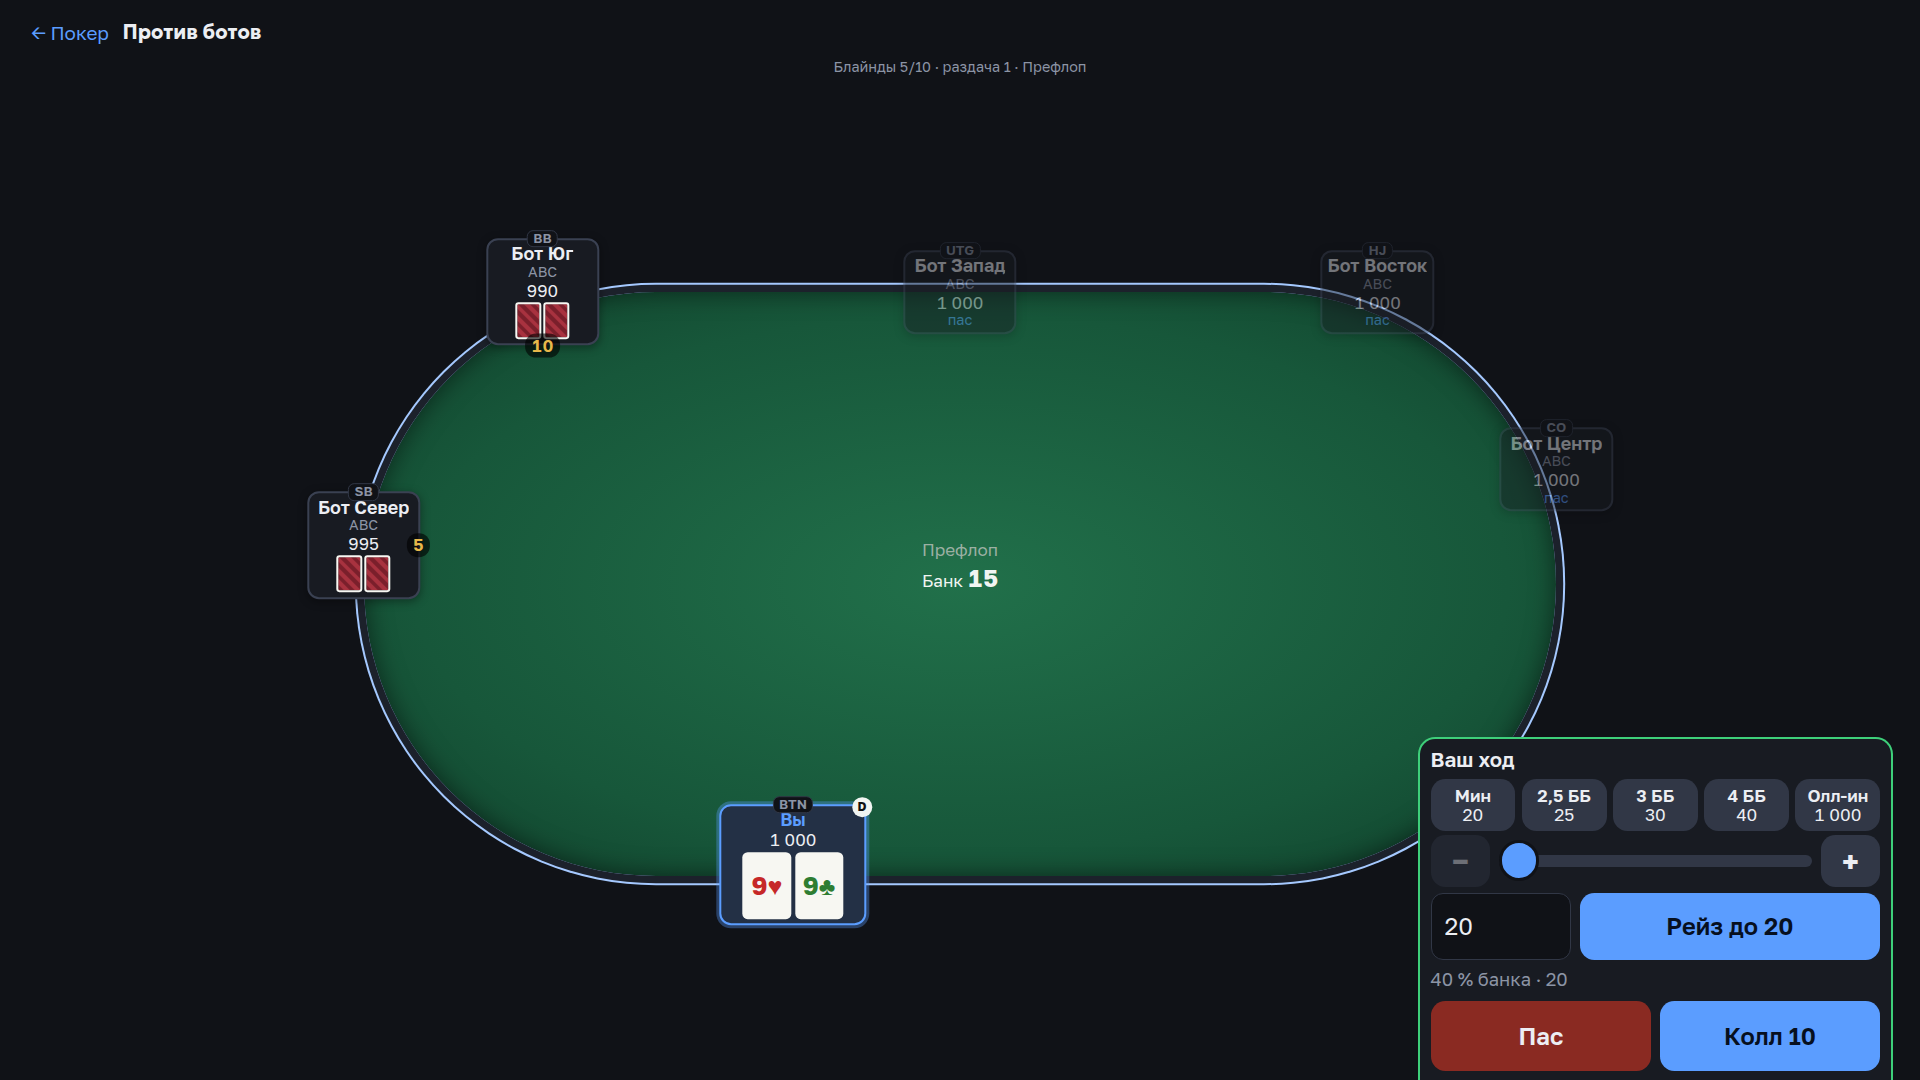 ← Покер Против ботов
Блайнды 5/10 · раздача 1 · Префлоп
BB
Бот Юг
ABC
990
10
UTG
Бот Запад
ABC
1 000
пас
HJ
Бот Восток
ABC
1 000
пас
CO
Бот Центр
ABC
1 000
пас
SB
Бот Север
ABC
995
5
Префлоп
Банк 15
BTN
D
Вы
1 000
9♥ 9♣
Ваш ход
Мин
20
2,5 ББ
25
3 ББ
30
4 ББ
40
Олл-ин
1 000
− +
20
Рейз до 20
40 % банка · 20
Пас
Колл 10